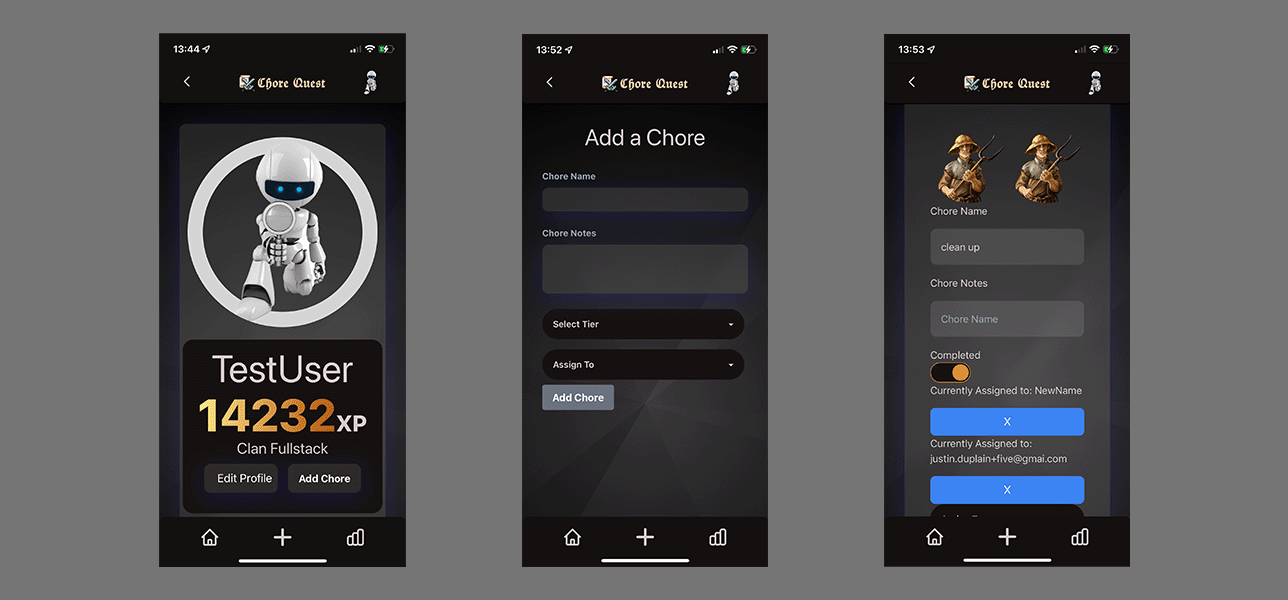 13:44
Chore Quest
TestUser
14232XP
Clan Fullstack
Edit Profile
Add Chore
13:52
Chore Quest
Add a Chore
Chore Name
Chore Notes
Select Tier
Assign To
Add Chore
13:53
Chore Quest
Chore Name
clean up
Chore Notes
Chore Name
Completed
Currently Assigned to: NewName
X
Currently Assigned to:
justin.duplain+five@gmai.com
X